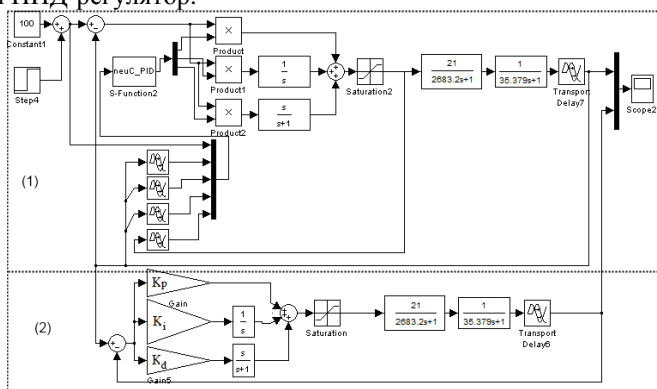 ПИД-регулятор.
100
Constant1
Step4
neuC_PID
S-Function2
×
Product
×
Product1
×
Product2
1
s
s
s+1
Saturation2
21
2683.2s+1
1
35.379s+1
Transport
Delay7
Scope2
(1)
(2)
Kp
Gain
Ki
1
s
Kd
Gain5
s
s+1
Saturation
21
2683.2s+1
1
35.379s+1
Transport
Delay6